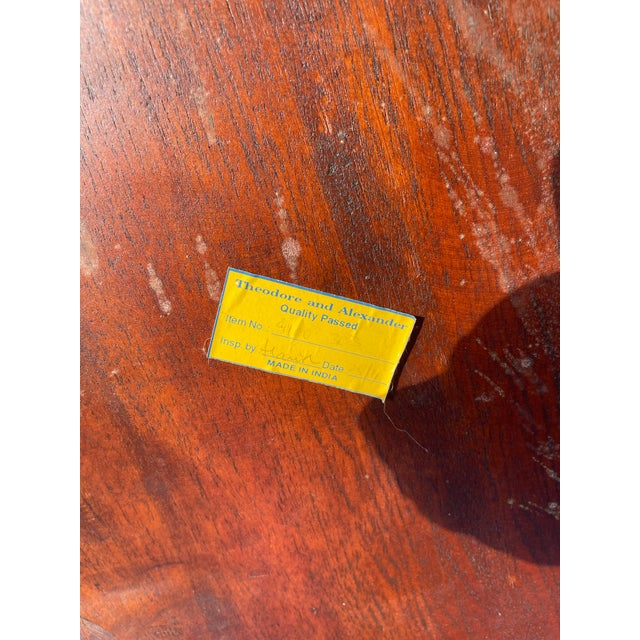 Theodore and Alexander
Quality Passed
Item No.
Insp. by Date
MADE IN INDIA